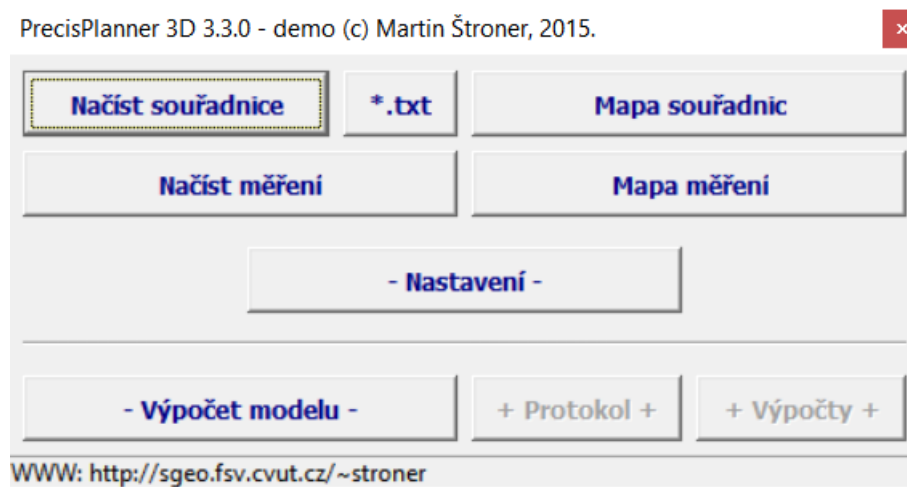 PrecisPlanner 3D 3.3.0 - demo (c) Martin Štroner, 2015.
Načíst souřadnice *.txt Mapa souřadnic
Načíst měření Mapa měření
- Nastavení -
- Výpočet modelu - + Protokol + + Výpočty +
WWW: http://sgeo.fsv.cvut.cz/~stroner